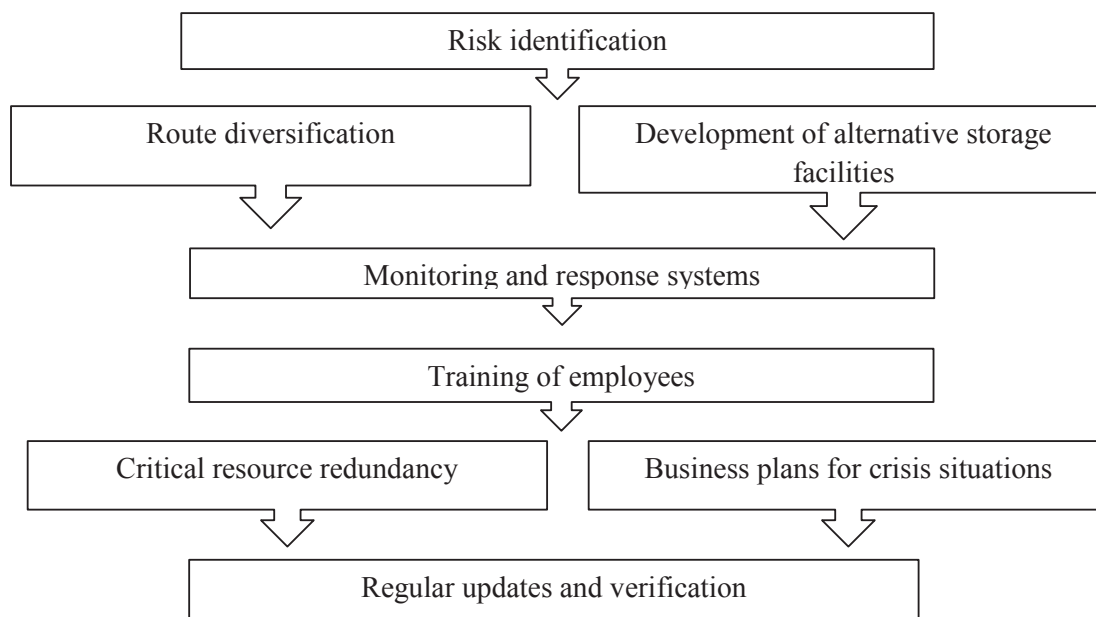 Risk identification
Route diversification
Development of alternative storage
facilities
Monitoring and response systems
Training of employees
Critical resource redundancy
Business plans for crisis situations
Regular updates and verification